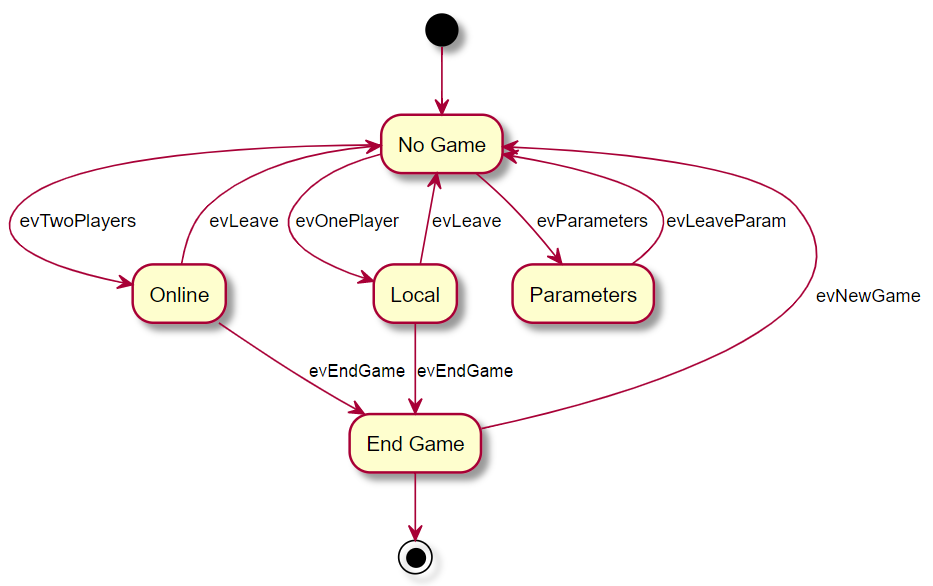 No Game
evTwoPlayers
evLeave
evOnePlayer
evLeave
evParameters
evLeaveParam
Online
Local
Parameters
evNewGame
evEndGame
evEndGame
End Game